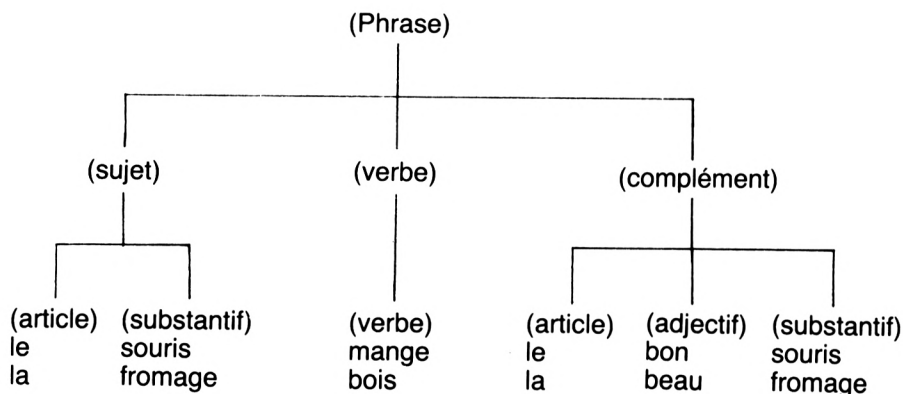 (Phrase)
(sujet) (verbe) (complément)
(article) (substantif) (verbe) (article) (adjectif) (substantif)
le souris mange le bon souris
la fromage bois la beau fromage